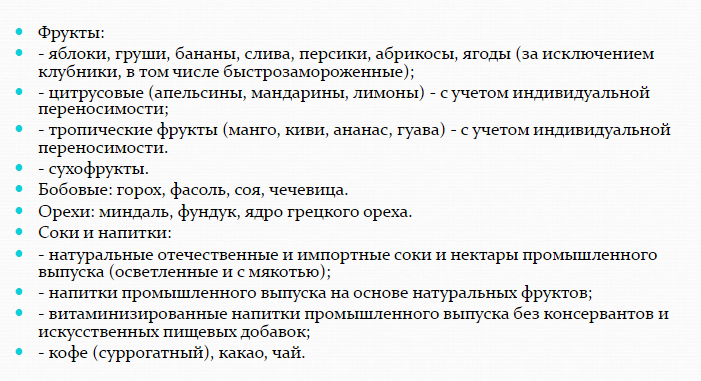 Фрукты:
- яблоки, груши, бананы, слива, персики, абрикосы, ягоды (за исключением
клубники, в том числе быстрозамороженные);
- цитрусовые (апельсины, мандарины, лимоны) - с учетом индивидуальной
переносимости;
- тропические фрукты (манго, киви, ананас, гуава) - с учетом индивидуальной
переносимости.
- сухофрукты.
Бобовые: горох, фасоль, соя, чечевица.
Орехи: миндаль, фундук, ядро грецкого ореха.
Соки и напитки:
- натуральные отечественные и импортные соки и нектары промышленного
выпуска (осветленные и с мякотью);
- напитки промышленного выпуска на основе натуральных фруктов;
- витаминизированные напитки промышленного выпуска без консервантов и
искусственных пищевых добавок;
- кофе (суррогатный), какао, чай.